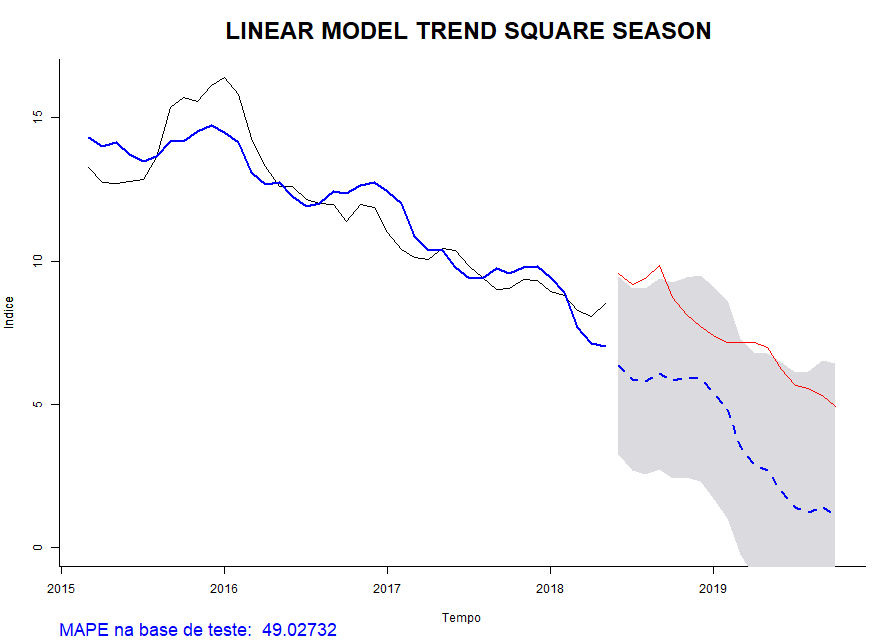 LINEAR MODEL TREND SQUARE SEASON
15
10
5
0
Indice
2015 2016 2017 2018 2019
Tempo
MAPE na base de teste: 49.02732